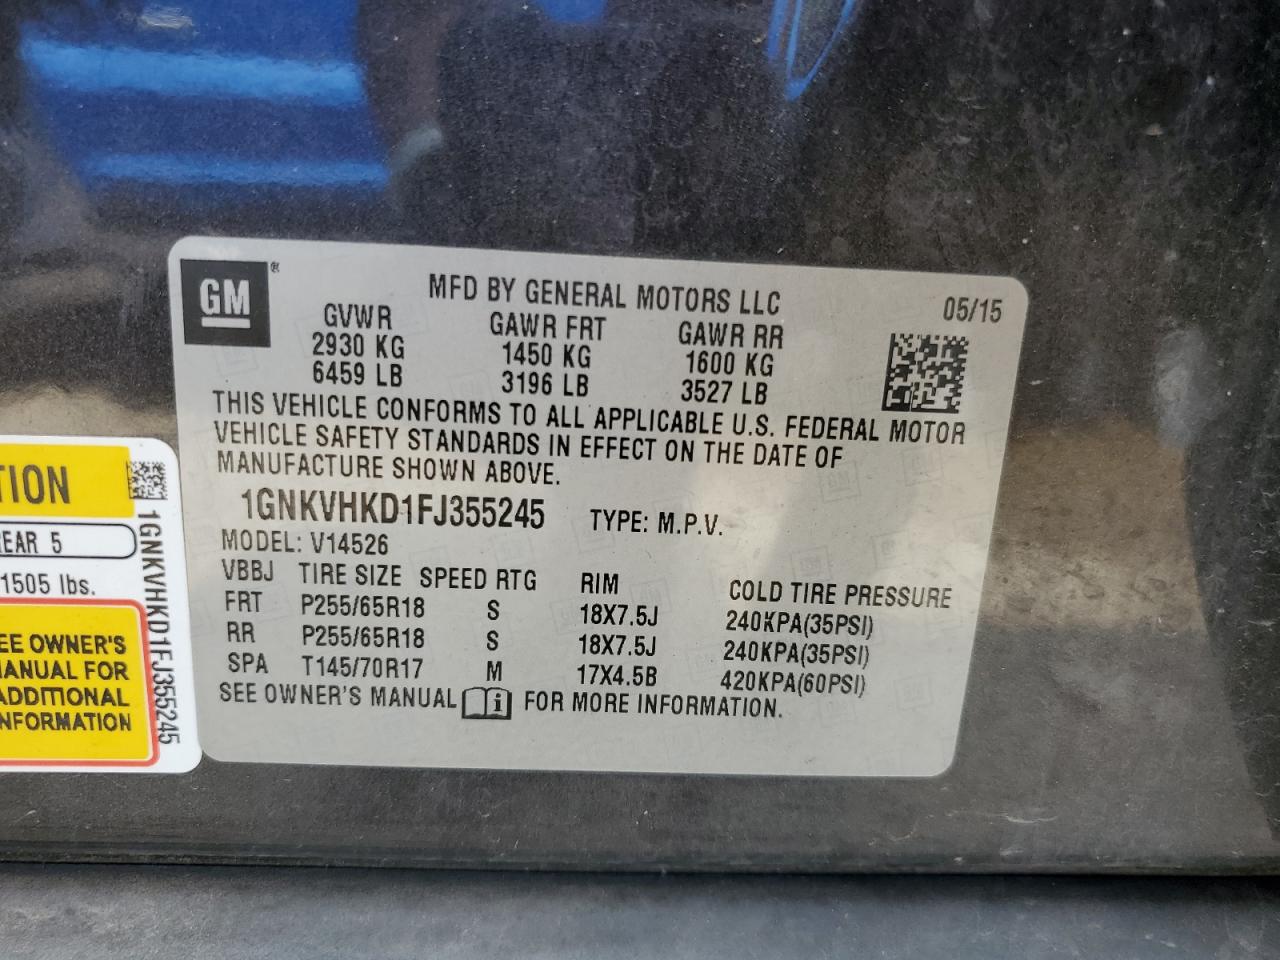 GM®
MFD BY GENERAL MOTORS LLC 05/15
GVWR GAWR FRT GAWR RR
2930 KG 1450 KG 1600 KG
6459 LB 3196 LB 3527 LB
THIS VEHICLE CONFORMS TO ALL APPLICABLE U.S. FEDERAL MOTOR
VEHICLE SAFETY STANDARDS IN EFFECT ON THE DATE OF
MANUFACTURE SHOWN ABOVE.
1GNKVHKD1FJ355245 TYPE: M.P.V.
MODEL: V14526
VBBJ TIRE SIZE SPEED RTG RIM COLD TIRE PRESSURE
FRT P255/65R18 S 18X7.5J 240KPA(35PSI)
RR P255/65R18 S 18X7.5J 240KPA(35PSI)
SPA T145/70R17 M 17X4.5B 420KPA(60PSI)
SEE OWNER'S MANUAL FOR MORE INFORMATION.
TION
EAR 5
1505 lbs.
EE OWNER'S
ANUAL FOR
ADDITIONAL
NFORMATION
1GNKVHKD1FJ355245